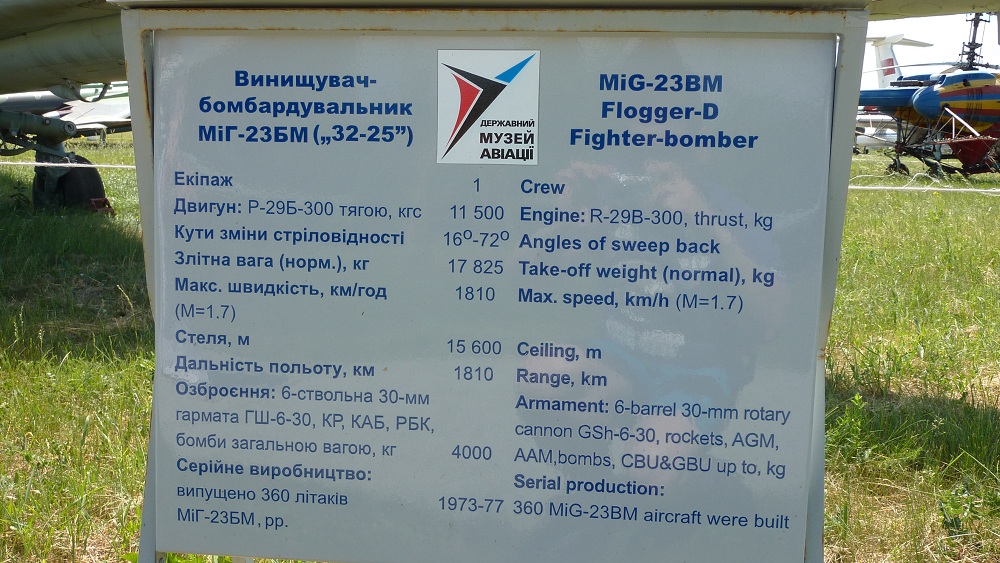 Винищувач-
бомбардувальник
МіГ-23БМ („32-25”)
ДЕРЖАВНИЙ
МУЗЕЙ
АВІАЦІЇ
MiG-23BM
Flogger-D
Fighter-bomber
Екіпаж 1 Crew
Двигун: Р-29Б-300 тягою, кгс 11 500 Engine: R-29B-300, thrust, kg
Кути зміни стріловідності 16º-72º Angles of sweep back
Злітна вага (норм.), кг 17 825 Take-off weight (normal), kg
Макс. швидкість, км/год 1810 Max. speed, km/h (M=1.7)
(М=1.7)
Стеля, м 15 600 Ceiling, m
Дальність польоту, км 1810 Range, km
Озброєння: 6-ствольна 30-мм
гармата ГШ-6-30, КР, КАБ, РБК,
бомби загальною вагою, кг 4000
Armament: 6-barrel 30-mm rotary
cannon GSh-6-30, rockets, AGM,
AAM,bombs, CBU&GBU up to, kg
Серійне виробництво:
випущено 360 літаків
МіГ-23БМ, рр. 1973-77
Serial production:
360 MiG-23BM aircraft were built